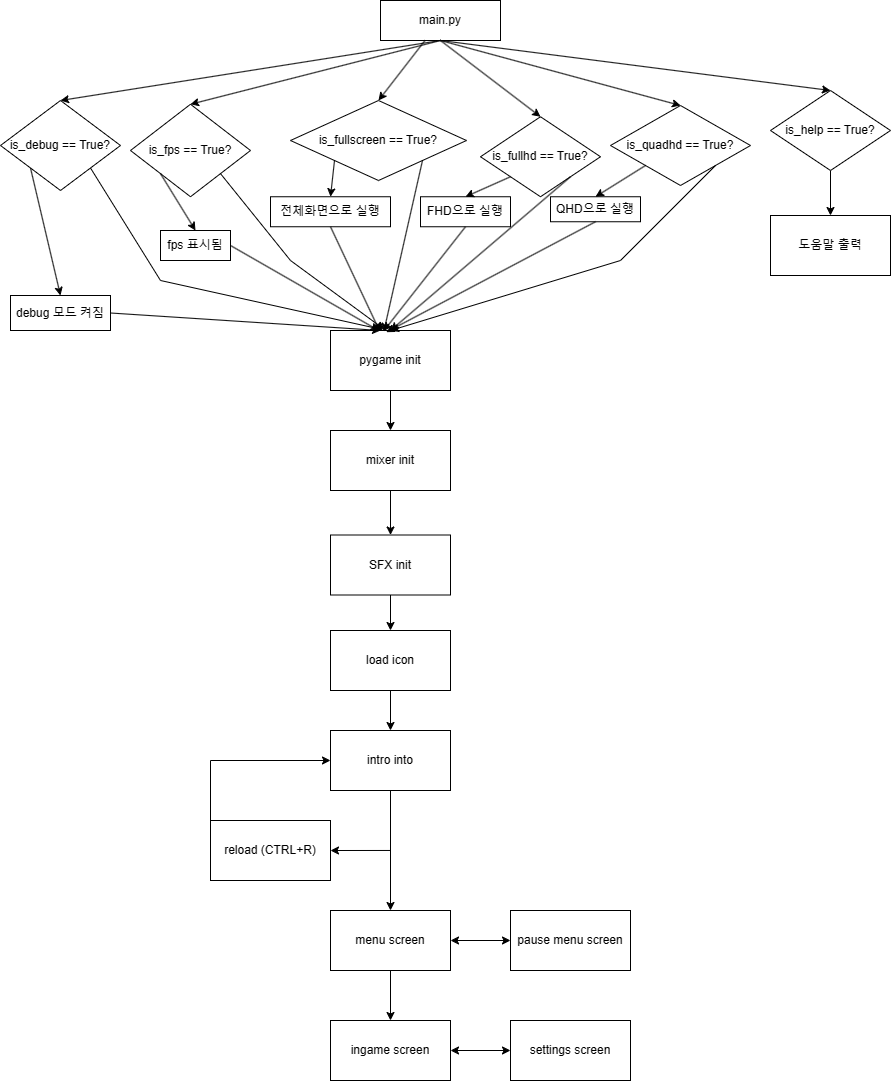 main.py
is_debug == True?
is_fps == True?
is_fullscreen == True?
is_fullhd == True?
is_quadhd == True?
is_help == True?
전체화면으로 실행
FHD으로 실행
QHD으로 실행
fps 표시됨
도움말 출력
debug 모드 켜짐
pygame init
mixer init
SFX init
load icon
intro into
reload (CTRL+R)
menu screen
pause menu screen
ingame screen
settings screen